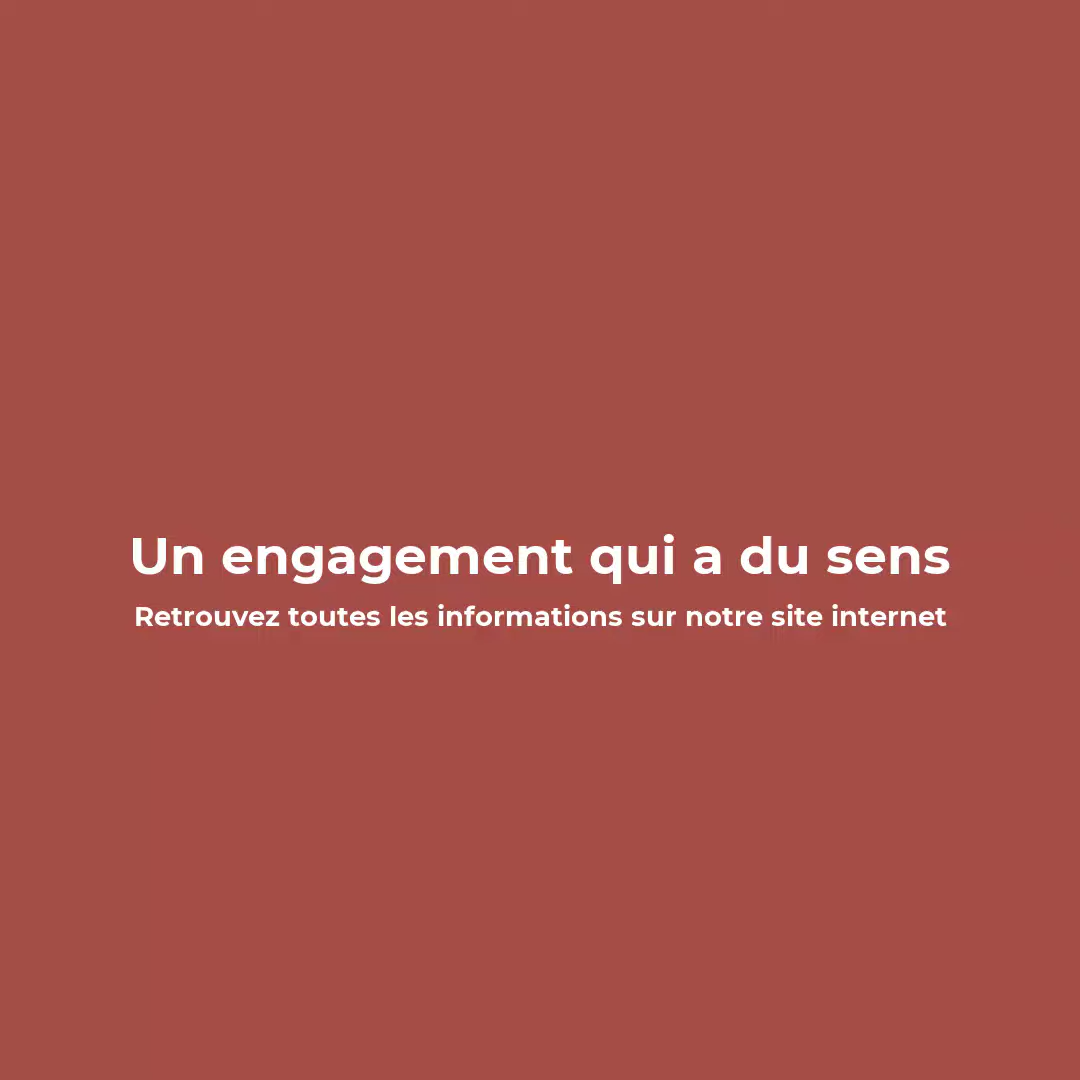 Un engagement qui a du sens
Retrouvez toutes les informations sur notre site internet